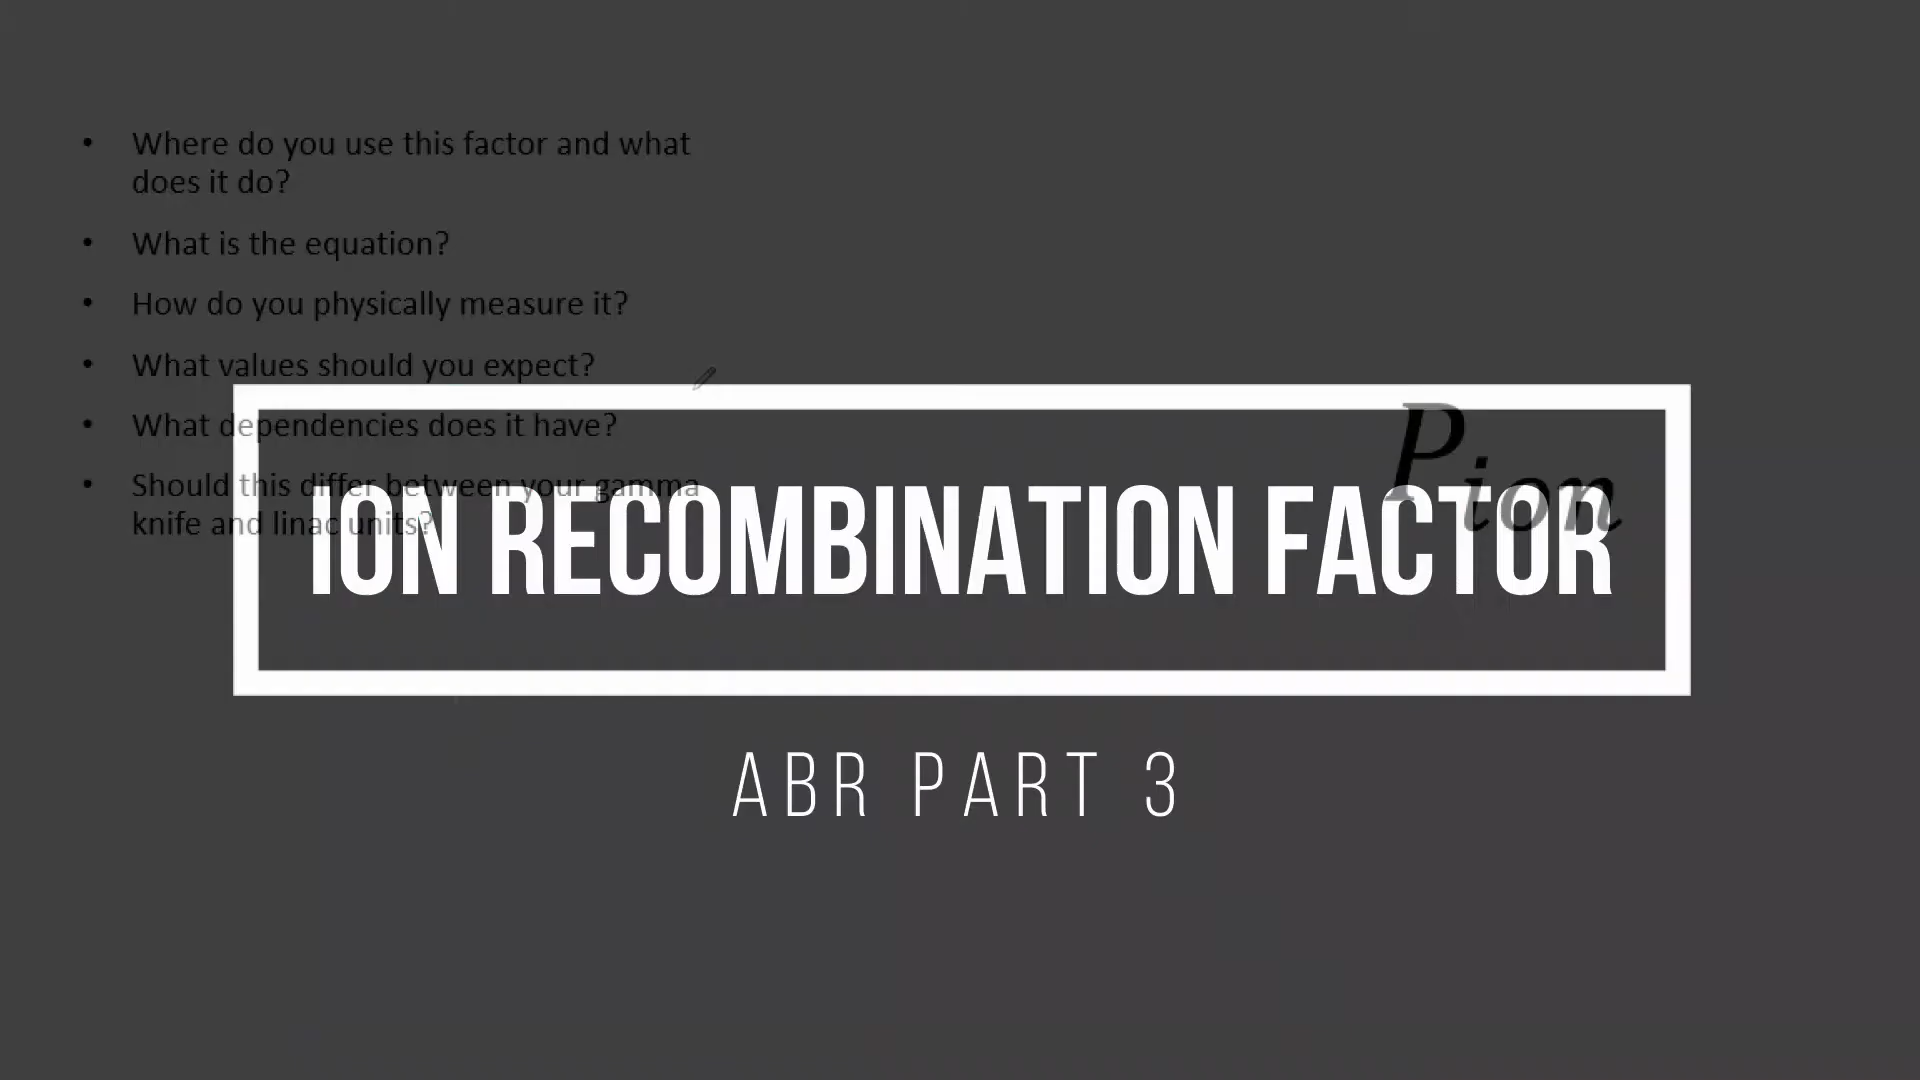 • Where do you use this factor and what
does it do?
• What is the equation?
• How do you physically measure it?
• What values should you expect?
• What dependencies does it have?
• Should this differ between your gamma
knife and linac units?
Pion
ION RECOMBINATION FACTOR
ABR PART 3